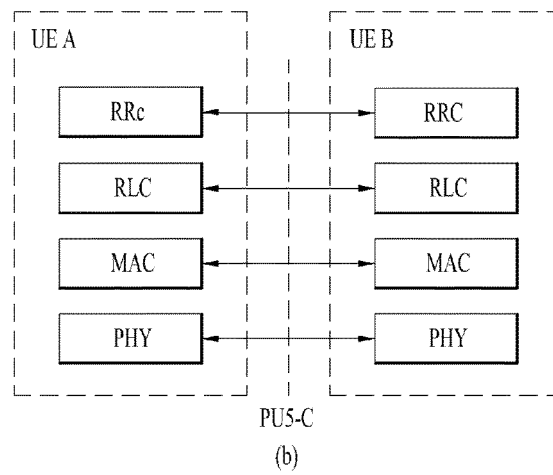 UE A
UE B
RRc
RRC
RLC
RLC
MAC
MAC
PHY
PHY
PU5-C
(b)